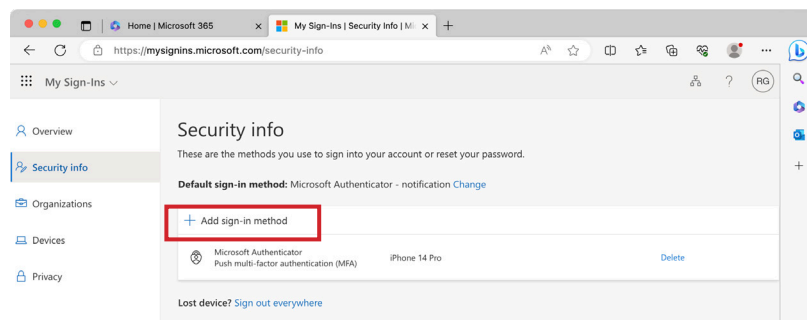 Home | Microsoft 365
My Sign-Ins | Security Info | Mi
https://mysignins.microsoft.com/security-info
My Sign-Ins
?
RG
Overview
Security info
Organizations
Devices
Privacy
Security info
These are the methods you use to sign into your account or reset your password.
Default sign-in method: Microsoft Authenticator - notification Change
+ Add sign-in method
Microsoft Authenticator
Push multi-factor authentication (MFA)
iPhone 14 Pro
Delete
Lost device? Sign out everywhere